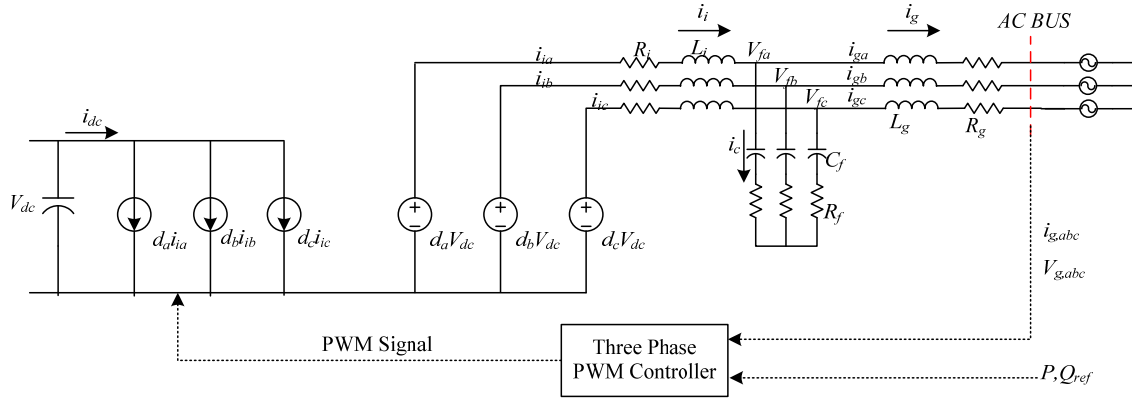 i_i
i_g
AC BUS
i_ia
R_i
L_i
V_fa
i_ga
i_ib
V_fb
i_gb
i_ic
V_fc
i_gc
L_g
R_g
i_dc
i_c
C_f
V_dc
R_f
d_a i_ia
d_b i_ib
d_c i_ic
+
−
d_a V_dc
+
−
d_b V_dc
+
−
d_c V_dc
i_g,abc
V_g,abc
PWM Signal
Three Phase
PWM Controller
P,Q_ref